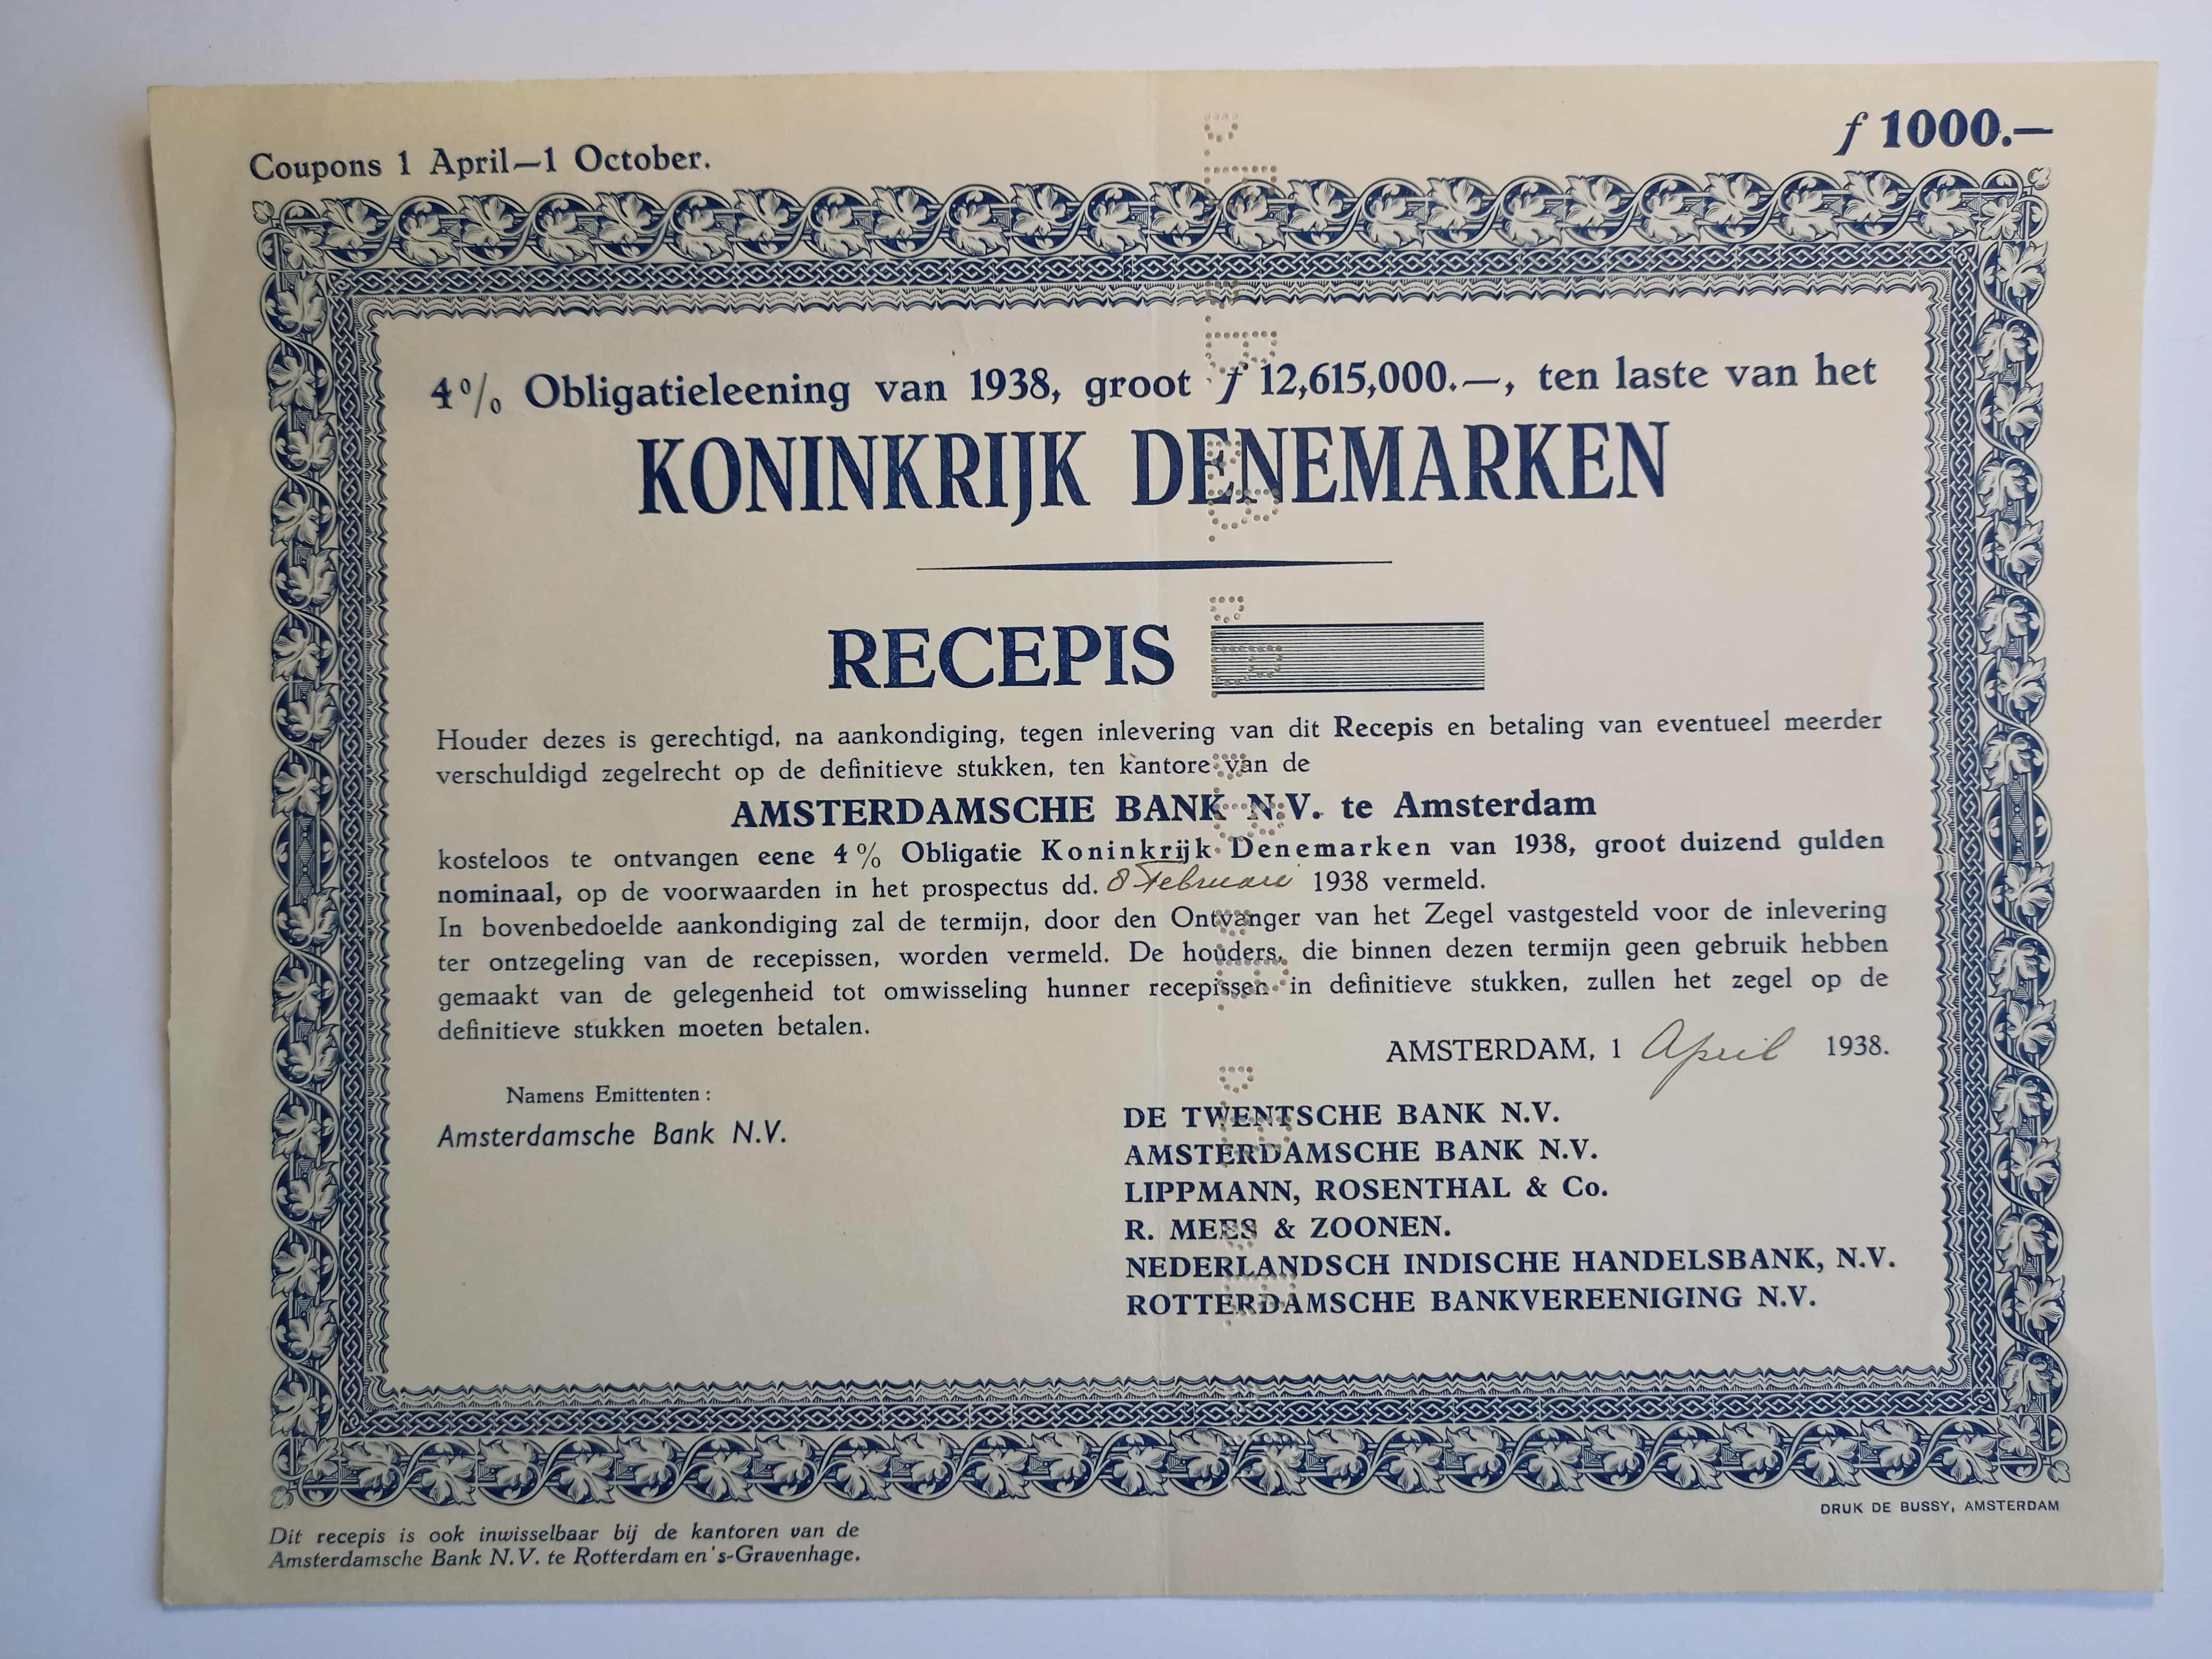 f 1000.—
Coupons 1 April—1 October.
4% Obligatieleening van 1938, groot f 12,615,000.—, ten laste van het
KONINKRIJK DENEMARKEN
RECEPIS
Houder dezes is gerechtigd, na aankondiging, tegen inlevering van dit Recepis en betaling van eventueel meerder
verschuldigd zegelrecht op de definitieve stukken, ten kantore van de
AMSTERDAMSCHE BANK N.V. te Amsterdam
kosteloos te ontvangen eene 4% Obligatie Koninkrijk Denemarken van 1938, groot duizend gulden
nominaal, op de voorwaarden in het prospectus dd. 8 Februari 1938 vermeld.
In bovenbedoelde aankondiging zal de termijn, door den Ontvanger van het Zegel vastgesteld voor de inlevering
ter ontzegeling van de recepissen, worden vermeld. De houders, die binnen dezen termijn geen gebruik hebben
gemaakt van de gelegenheid tot omwisseling hunner recepissen in definitieve stukken, zullen het zegel op de
definitieve stukken moeten betalen.
AMSTERDAM, 1 April 1938.
Namens Emittenten:
Amsterdamsche Bank N.V.
DE TWENTSCHE BANK N.V.
AMSTERDAMSCHE BANK N.V.
LIPPMANN, ROSENTHAL & Co.
R. MEES & ZOONEN.
NEDERLANDSCH INDISCHE HANDELSBANK, N.V.
ROTTERDAMSCHE BANKVEREENIGING N.V.
DRUK DE BUSSY, AMSTERDAM
Dit recepis is ook inwisselbaar bij de kantoren van de
Amsterdamsche Bank N.V. te Rotterdam en 's-Gravenhage.